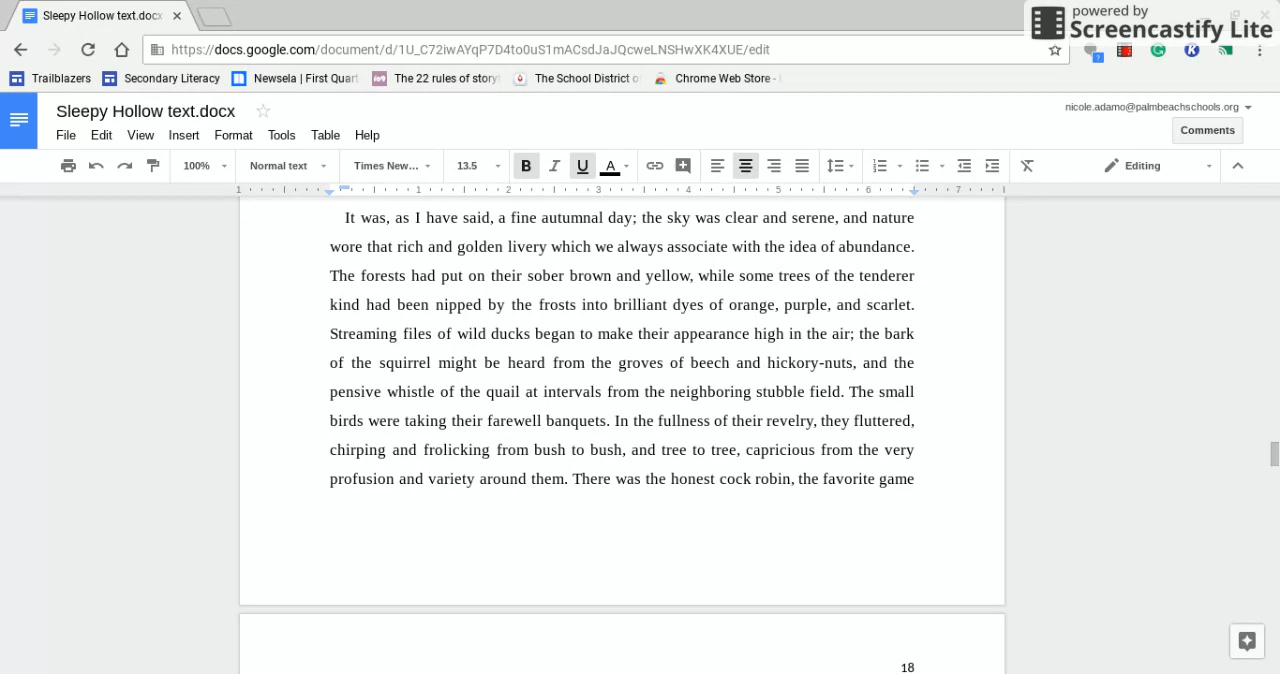 Sleepy Hollow text.docx
powered by
Screencastify Lite
https://docs.google.com/document/d/1U_C72iwAYqP7D4to0uS1mACsdJaJQcweLNSHwXK4XUE/edit
Trailblazers
Secondary Literacy
Newsela | First Quart
The 22 rules of story
The School District o
Chrome Web Store -
Sleepy Hollow text.docx
nicole.adamo@palmbeachschools.org
File Edit View Insert Format Tools Table Help
Comments
100% Normal text Times New... 13.5 B I U A Editing
1 1 2 3 4 5 6 7
It was, as I have said, a fine autumnal day; the sky was clear and serene, and nature
wore that rich and golden livery which we always associate with the idea of abundance.
The forests had put on their sober brown and yellow, while some trees of the tenderer
kind had been nipped by the frosts into brilliant dyes of orange, purple, and scarlet.
Streaming files of wild ducks began to make their appearance high in the air; the bark
of the squirrel might be heard from the groves of beech and hickory-nuts, and the
pensive whistle of the quail at intervals from the neighboring stubble field. The small
birds were taking their farewell banquets. In the fullness of their revelry, they fluttered,
chirping and frolicking from bush to bush, and tree to tree, capricious from the very
profusion and variety around them. There was the honest cock robin, the favorite game
18